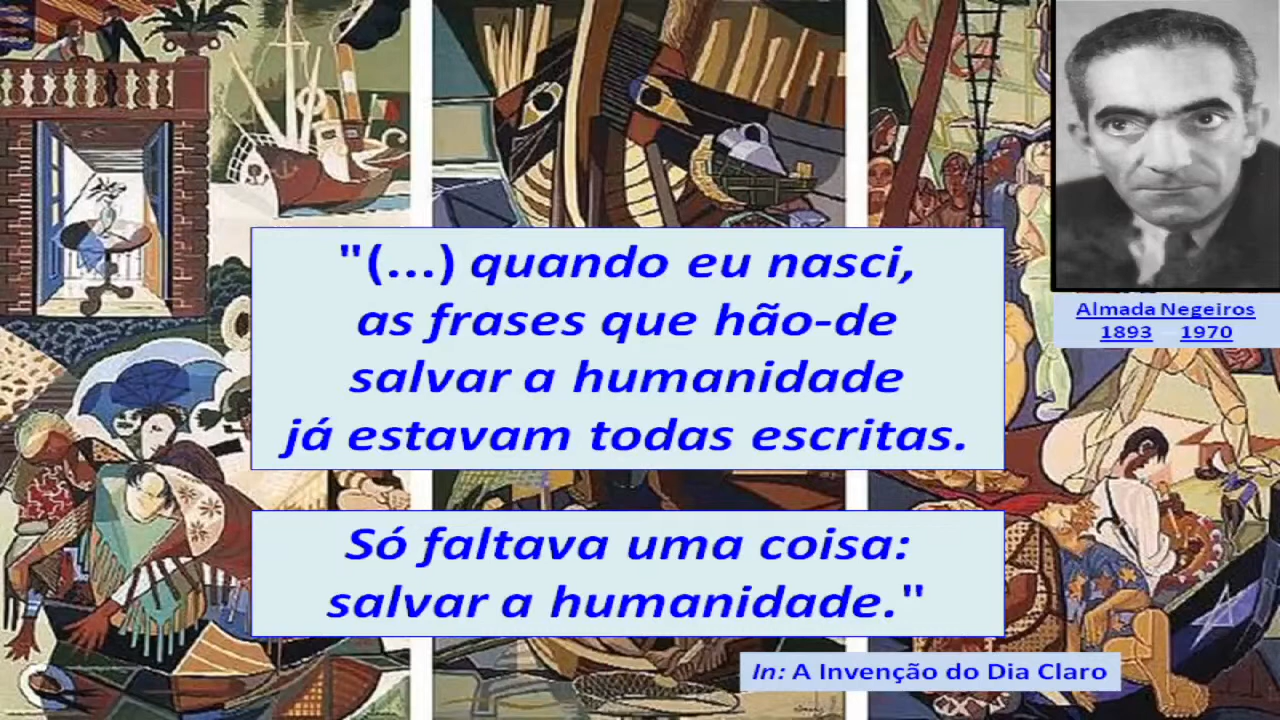 "(...) quando eu nasci,
as frases que hão-de
salvar a humanidade
já estavam todas escritas.
Só faltava uma coisa:
salvar a humanidade."
Almada Negeiros
1893 1970
In: A Invenção do Dia Claro